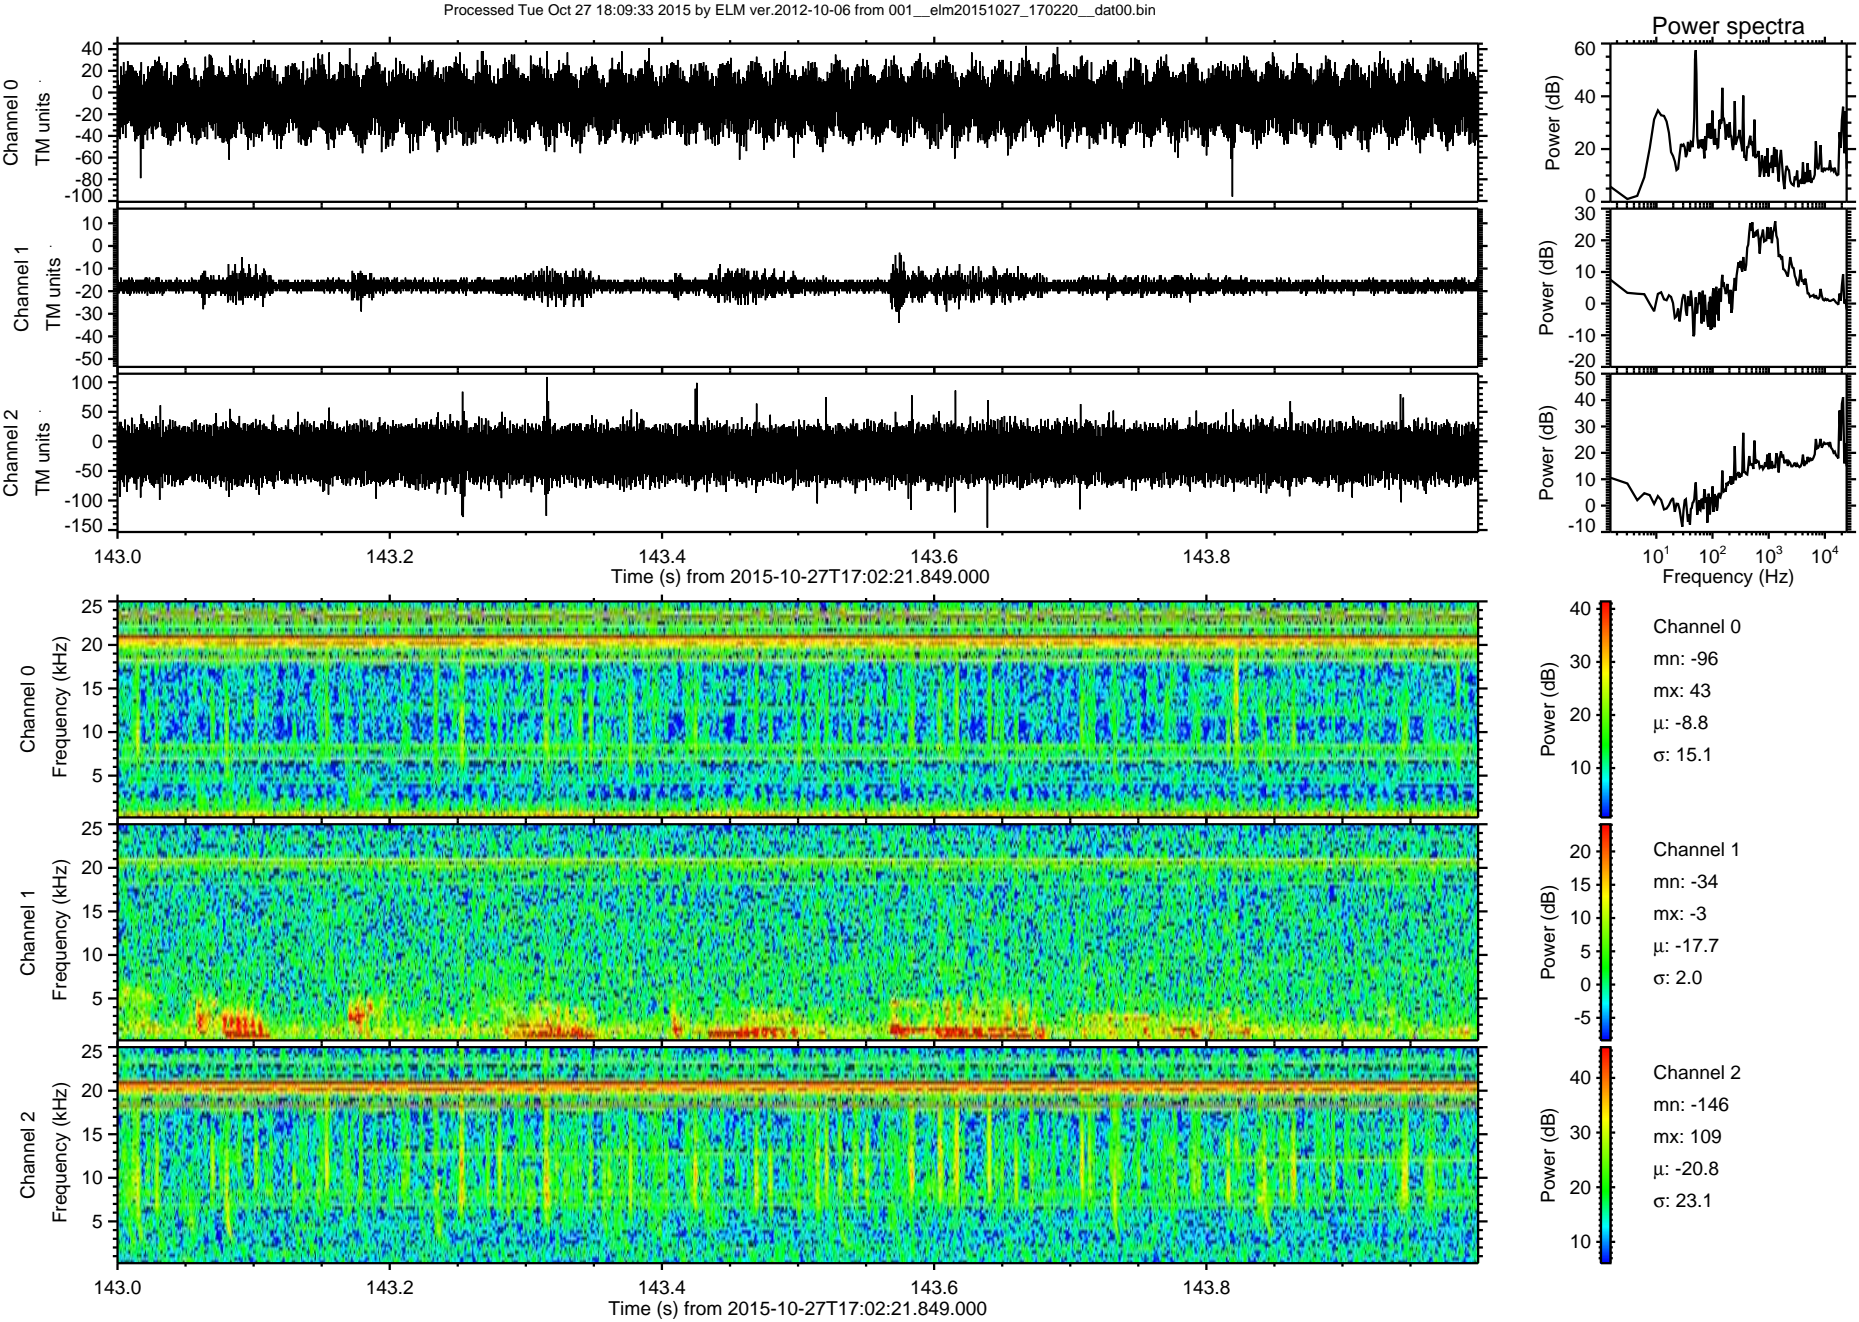 Processed Tue Oct 27 18:09:33 2015 by ELM ver.2012-10-06 from 001__elm20151027_170220__dat00.bin
Power spectra
Channel 0
TM units
40
20
0
-20
-40
-60
-80
-100
Power (dB)
60
40
20
0
Channel 1
TM units
10
0
-10
-20
-30
-40
-50
Power (dB)
30
20
10
0
-10
-20
Channel 2
TM units
100
50
0
-50
-100
-150
Power (dB)
50
40
30
20
10
0
-10
143.0 143.2 143.4 143.6 143.8
Time (s) from 2015-10-27T17:02:21.849.000
10¹ 10² 10³ 10⁴
Frequency (Hz)
Channel 0
Frequency (kHz)
25
20
15
10
5
Power (dB)
40
30
20
10
Channel 0
mn: -96
mx: 43
μ: -8.8
σ: 15.1
Channel 1
Frequency (kHz)
25
20
15
10
5
Power (dB)
20
15
10
5
0
-5
Channel 1
mn: -34
mx: -3
μ: -17.7
σ: 2.0
Channel 2
Frequency (kHz)
25
20
15
10
5
Power (dB)
40
30
20
10
Channel 2
mn: -146
mx: 109
μ: -20.8
σ: 23.1
143.0 143.2 143.4 143.6 143.8
Time (s) from 2015-10-27T17:02:21.849.000